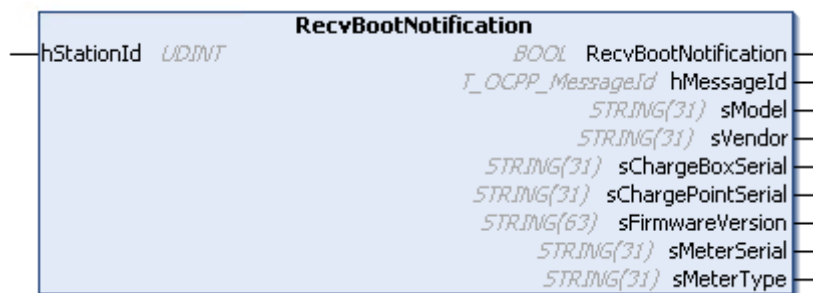 RecvBootNotification
hStationId UDINT BOOL RecvBootNotification
T_OCPP_MessageId hMessageId
STRING(31) sModel
STRING(31) sVendor
STRING(31) sChargeBoxSerial
STRING(31) sChargePointSerial
STRING(63) sFirmwareVersion
STRING(31) sMeterSerial
STRING(31) sMeterType